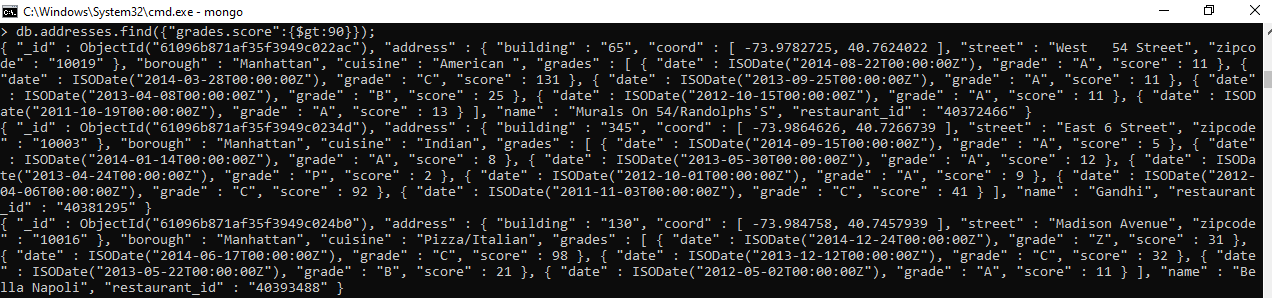 C:\Windows\System32\cmd.exe - mongo
> db.addresses.find({"grades.score":{$gt:90}});
{ "_id" : ObjectId("61096b871af35f3949c022ac"), "address" : { "building" : "65", "coord" : [ -73.9782725, 40.7624022 ], "street" : "West   54 Street", "zipco
de" : "10019" }, "borough" : "Manhattan", "cuisine" : "American ", "grades" : [ { "date" : ISODate("2014-08-22T00:00:00Z"), "grade" : "A", "score" : 11 }, {
"date" : ISODate("2014-03-28T00:00:00Z"), "grade" : "C", "score" : 131 }, { "date" : ISODate("2013-09-25T00:00:00Z"), "grade" : "A", "score" : 11 }, { "date"
: ISODate("2013-04-08T00:00:00Z"), "grade" : "B", "score" : 25 }, { "date" : ISODate("2012-10-15T00:00:00Z"), "grade" : "A", "score" : 11 }, { "date" : ISOD
ate("2011-10-19T00:00:00Z"), "grade" : "A", "score" : 13 } ], "name" : "Murals On 54/Randolphs'S", "restaurant_id" : "40372466" }
{ "_id" : ObjectId("61096b871af35f3949c0234d"), "address" : { "building" : "345", "coord" : [ -73.9864626, 40.7266739 ], "street" : "East 6 Street", "zipcode"
: "10003" }, "borough" : "Manhattan", "cuisine" : "Indian", "grades" : [ { "date" : ISODate("2014-09-15T00:00:00Z"), "grade" : "A", "score" : 5 }, { "date"
: ISODate("2014-01-14T00:00:00Z"), "grade" : "A", "score" : 8 }, { "date" : ISODate("2013-05-30T00:00:00Z"), "grade" : "A", "score" : 12 }, { "date" : ISODa
te("2013-04-24T00:00:00Z"), "grade" : "P", "score" : 2 }, { "date" : ISODate("2012-10-01T00:00:00Z"), "grade" : "A", "score" : 9 }, { "date" : ISODate("2012-
04-06T00:00:00Z"), "grade" : "C", "score" : 92 }, { "date" : ISODate("2011-11-03T00:00:00Z"), "grade" : "C", "score" : 41 } ], "name" : "Gandhi", "restaurant
_id" : "40381295" }
{ "_id" : ObjectId("61096b871af35f3949c024b0"), "address" : { "building" : "130", "coord" : [ -73.984758, 40.7457939 ], "street" : "Madison Avenue", "zipcode"
: "10016" }, "borough" : "Manhattan", "cuisine" : "Pizza/Italian", "grades" : [ { "date" : ISODate("2014-12-24T00:00:00Z"), "grade" : "Z", "score" : 31 },
{ "date" : ISODate("2014-06-17T00:00:00Z"), "grade" : "C", "score" : 98 }, { "date" : ISODate("2013-12-12T00:00:00Z"), "grade" : "C", "score" : 32 }, { "date
" : ISODate("2013-05-22T00:00:00Z"), "grade" : "B", "score" : 21 }, { "date" : ISODate("2012-05-02T00:00:00Z"), "grade" : "A", "score" : 11 } ], "name" : "Be
lla Napoli", "restaurant_id" : "40393488" }